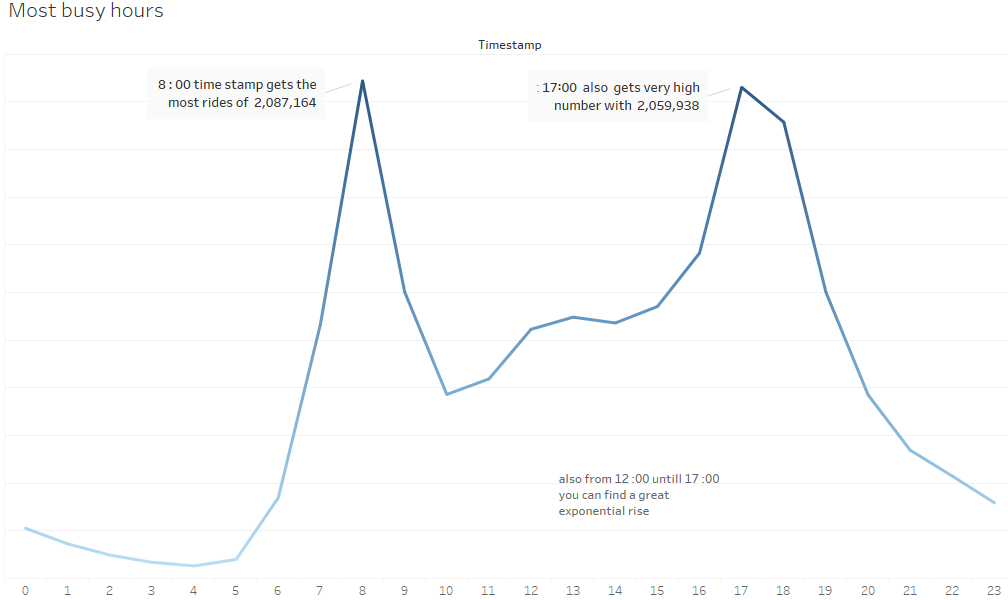 Most busy hours
Timestamp
8 : 00 time stamp gets the
most rides of 2,087,164
: 17:00 also gets very high
number with 2,059,938
also from 12 :00 untill 17 :00
you can find a great
exponential rise
0 1 2 3 4 5 6 7 8 9 10 11 12 13 14 15 16 17 18 19 20 21 22 23